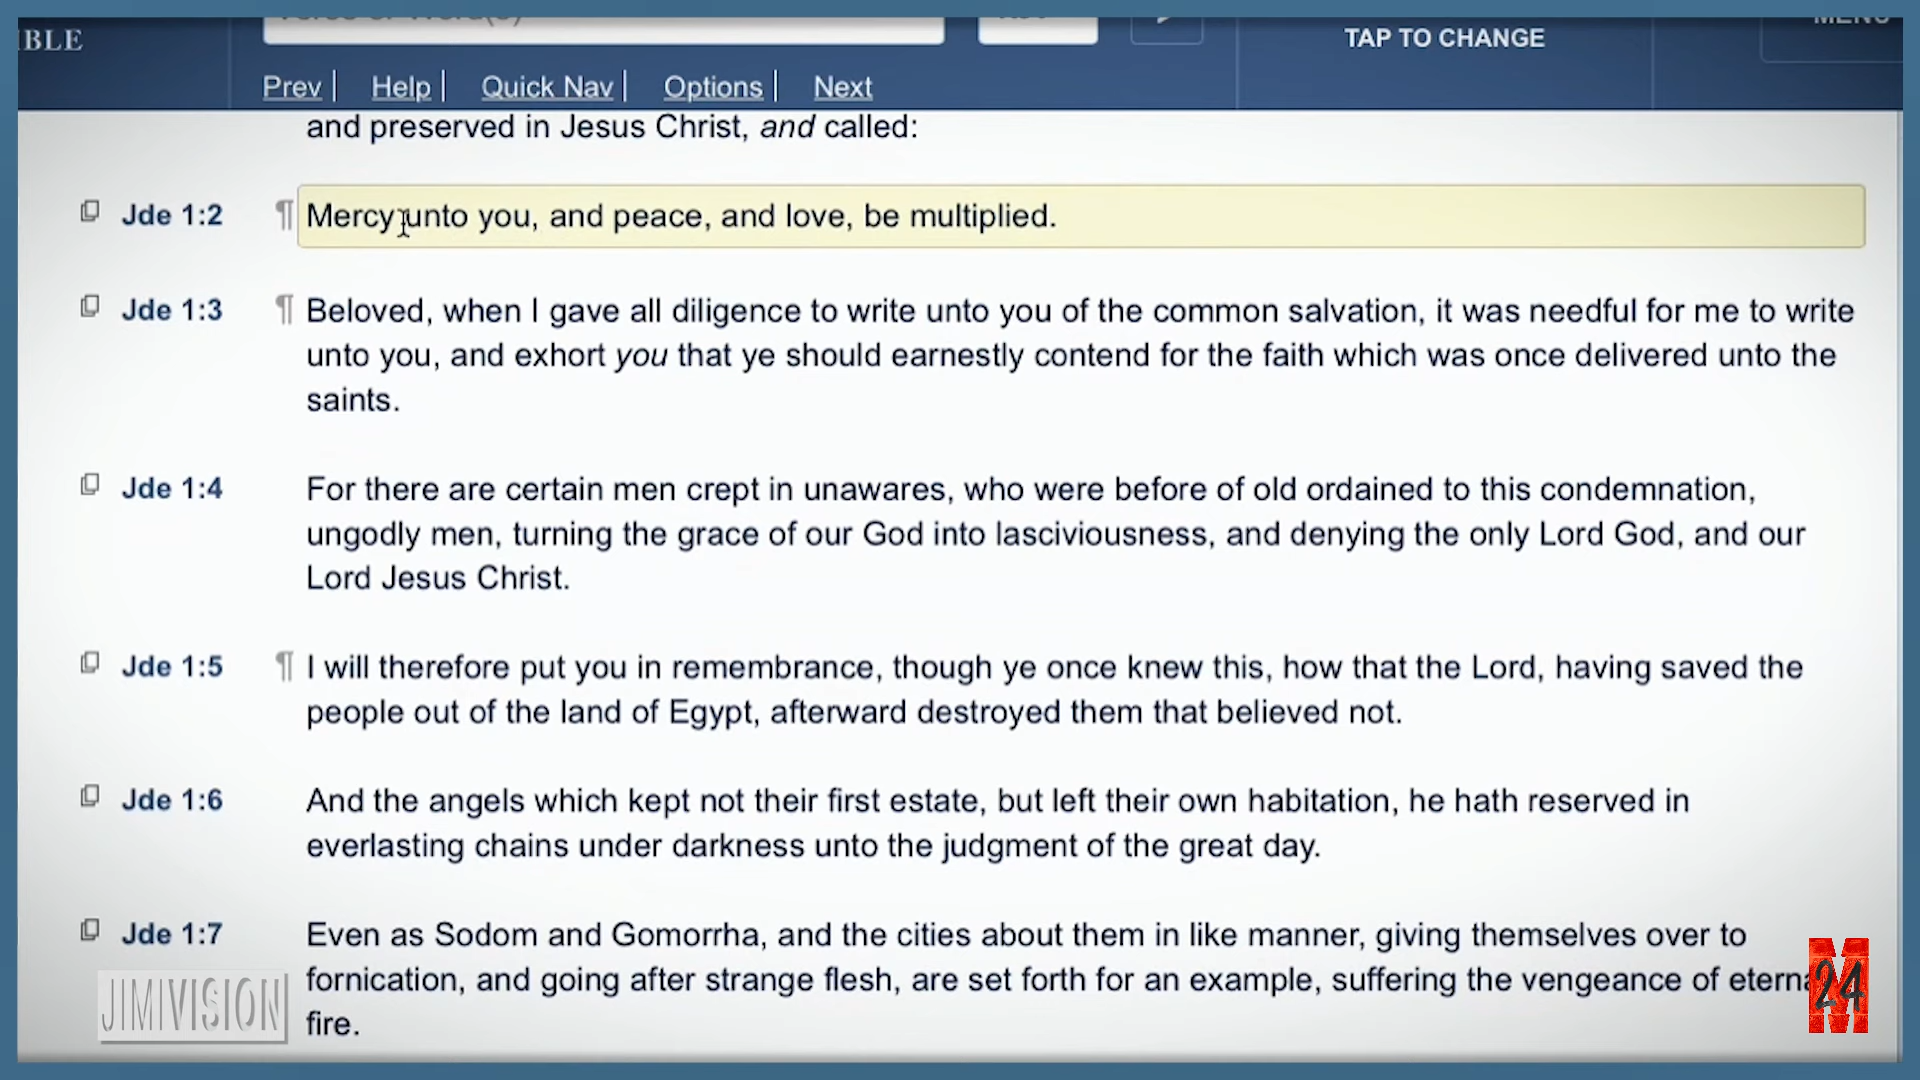 IBLE
TAP TO CHANGE
MENU
Prev | Help | Quick Nav | Options | Next
and preserved in Jesus Christ, and called:
Jde 1:2 ¶ Mercy unto you, and peace, and love, be multiplied.
Jde 1:3 ¶ Beloved, when I gave all diligence to write unto you of the common salvation, it was needful for me to write
unto you, and exhort you that ye should earnestly contend for the faith which was once delivered unto the
saints.
Jde 1:4 For there are certain men crept in unawares, who were before of old ordained to this condemnation,
ungodly men, turning the grace of our God into lasciviousness, and denying the only Lord God, and our
Lord Jesus Christ.
Jde 1:5 ¶ I will therefore put you in remembrance, though ye once knew this, how that the Lord, having saved the
people out of the land of Egypt, afterward destroyed them that believed not.
Jde 1:6 And the angels which kept not their first estate, but left their own habitation, he hath reserved in
everlasting chains under darkness unto the judgment of the great day.
Jde 1:7 Even as Sodom and Gomorrha, and the cities about them in like manner, giving themselves over to
fornication, and going after strange flesh, are set forth for an example, suffering the vengeance of eterna
fire.
JIMIVISION
M 24